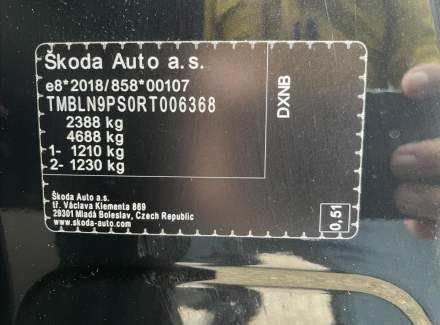 Škoda Auto a.s.
e8*2018/858*00107
TMBLN9PS0RT006368
2388 kg
4688 kg
1- 1210 kg
2- 1230 kg
DXNB
Škoda Auto a.s.
tř. Václava Klementa 869
29301 Mladá Boleslav, Czech Republic
www.skoda-auto.com
0,51